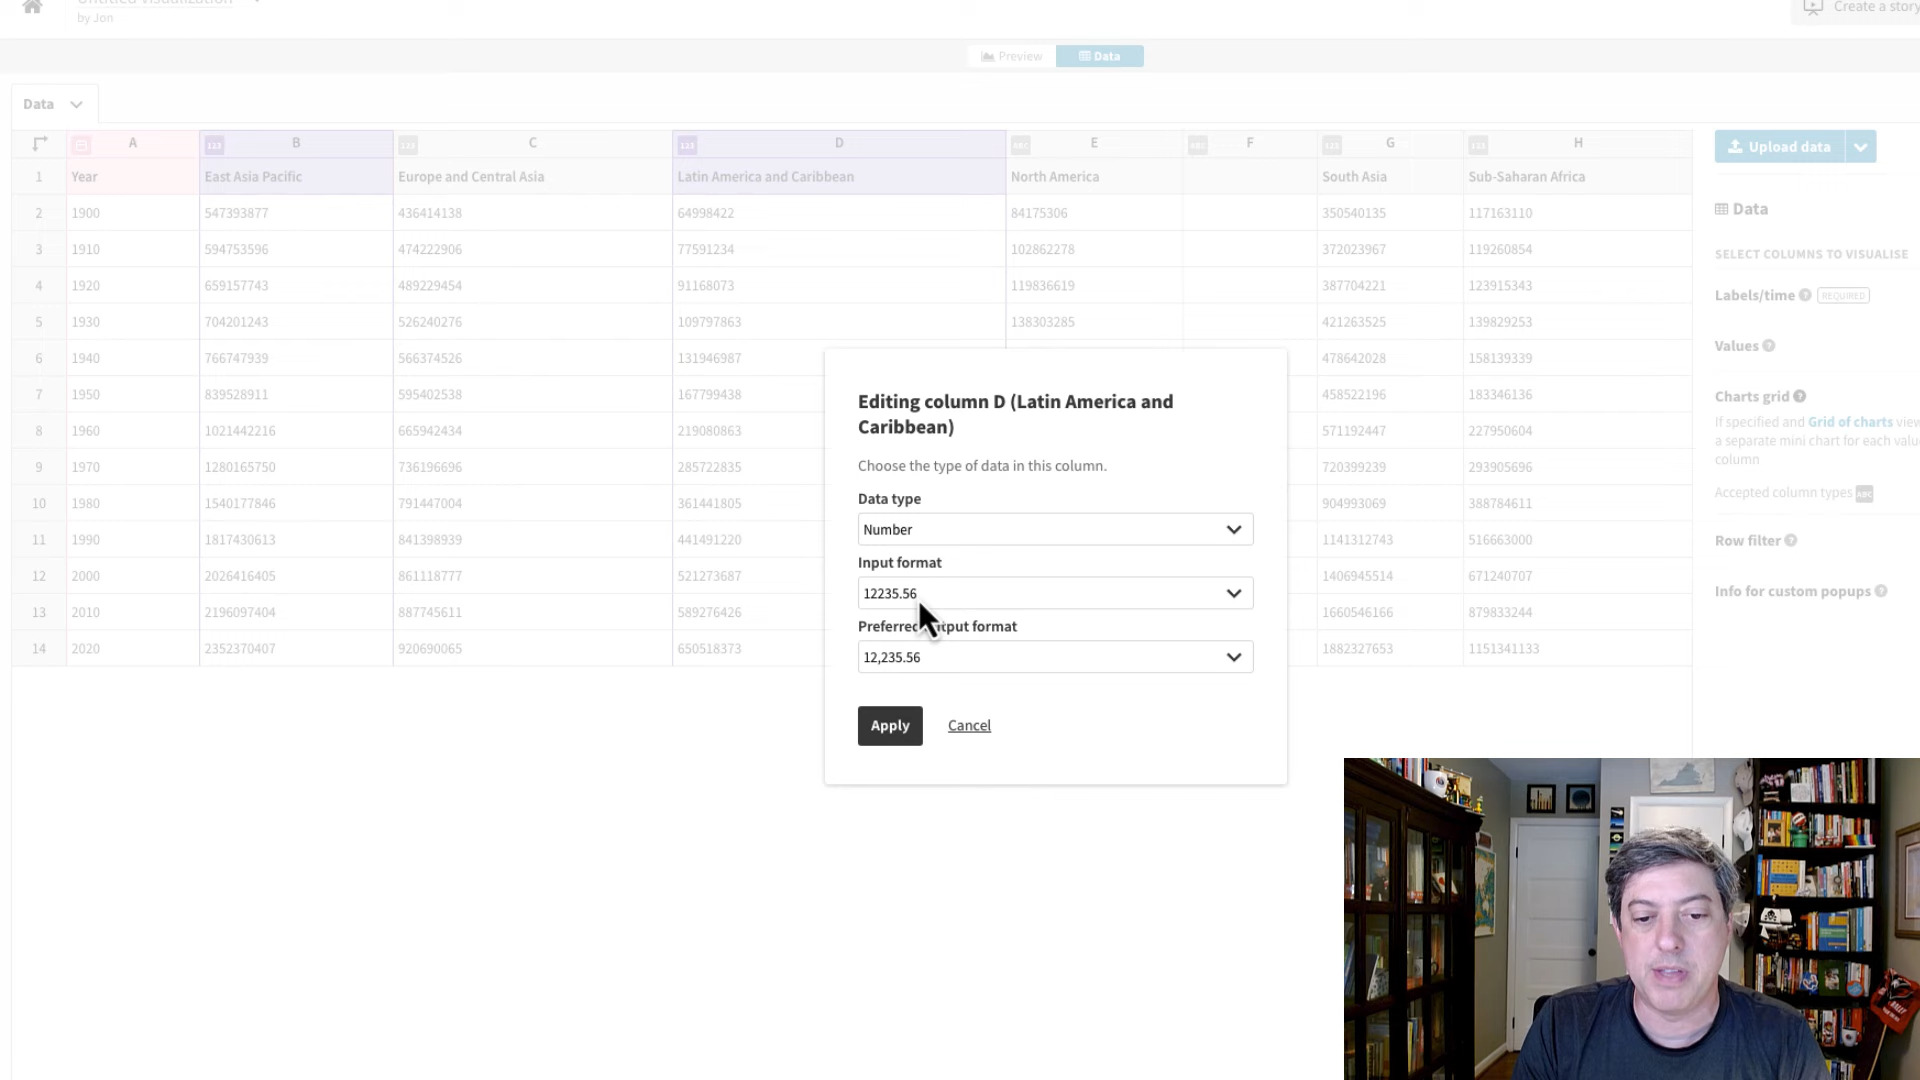 Untitled visualization
by Jon
Create a story
Preview
Data
Data
A B C D E F G H
1 Year East Asia Pacific Europe and Central Asia Latin America and Caribbean North America South Asia Sub-Saharan Africa
2 1900 547393877 436414138 64998422 84175306 350540135 117163110
3 1910 594753596 474222906 77591234 102862278 372023967 119260854
4 1920 659157743 489229454 91168073 119836619 387704221 123915343
5 1930 704201243 526240276 109797863 138303285 421263525 139829253
6 1940 766747939 566374526 131946987 478642028 158139339
7 1950 839528911 595402538 167799438 458522196 183346136
8 1960 1021442216 665942434 219080863 571192447 227950604
9 1970 1280165750 736196696 285722835 720399239 293905696
10 1980 1540177846 791447004 361441805 904993069 388784611
11 1990 1817430613 841398939 441491220 1141312743 516663000
12 2000 2026416405 861118777 521273687 1406945514 671240707
13 2010 2196097404 887745611 589276426 1660546166 879833244
14 2020 2352370407 920690065 650518373 1882327653 1151341133
Editing column D (Latin America and
Caribbean)
Choose the type of data in this column.
Data type
Number
Input format
12235.56
Preferred output format
12,235.56
Apply
Cancel
Upload data
Data
SELECT COLUMNS TO VISUALISE
Labels/time REQUIRED
Values
Charts grid
If specified and Grid of charts view
a separate mini chart for each valu
column
Accepted column types ABC
Row filter
Info for custom popups